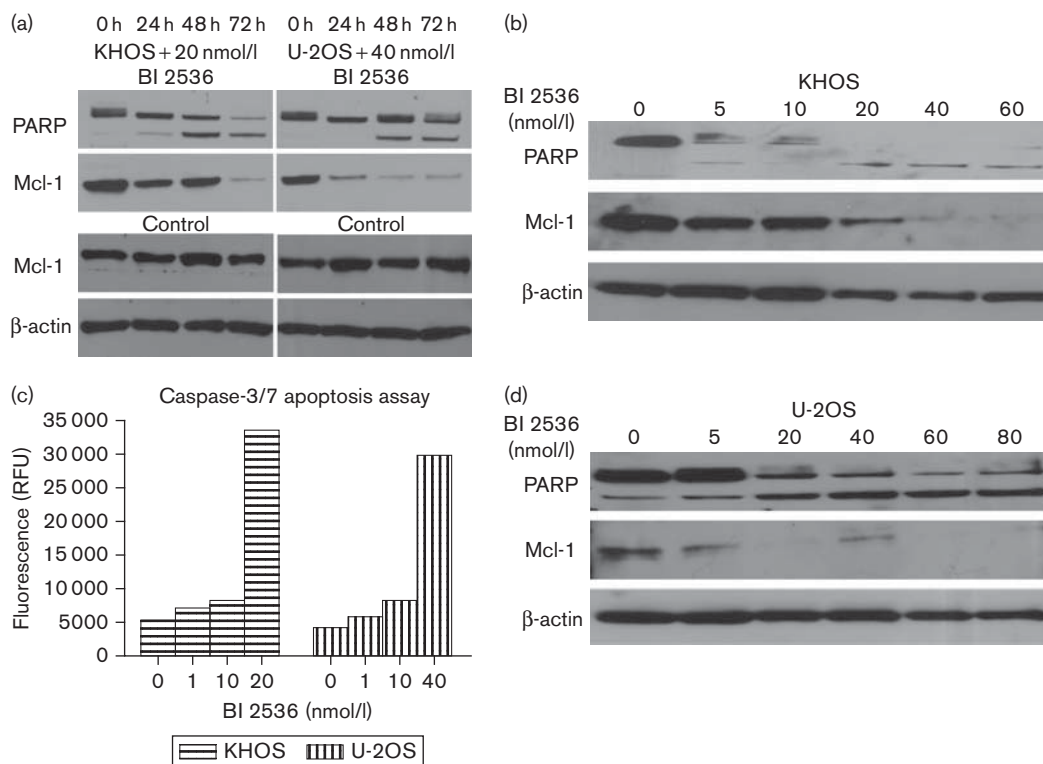 (a)
0 h 24 h 48 h 72 h 0 h 24 h 48 h 72 h
KHOS + 20 nmol/l U-2OS + 40 nmol/l
BI 2536 BI 2536
PARP
Mcl-1
Control Control
Mcl-1
β-actin
(b)
KHOS
BI 2536 0 5 10 20 40 60
(nmol/l)
PARP
Mcl-1
β-actin
(c)
Caspase-3/7 apoptosis assay
35 000
30 000
25 000
20 000
15 000
10 000
5000
0
Fluorescence (RFU)
0 1 10 20 0 1 10 40
BI 2536 (nmol/l)
KHOS U-2OS
(d)
U-2OS
BI 2536 0 5 20 40 60 80
(nmol/l)
PARP
Mcl-1
β-actin